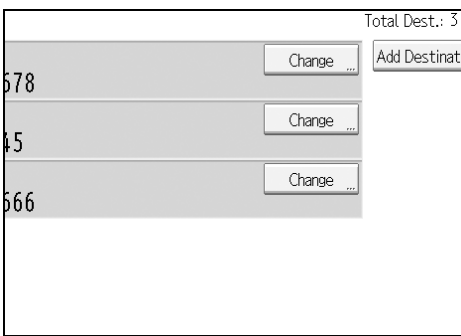 Total Dest.: 3
Change ...
Add Destinat
678
Change ...
45
Change ...
666